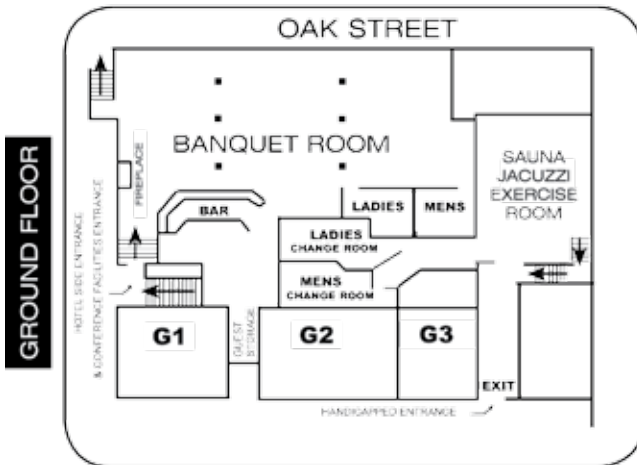 OAK STREET
BANQUET ROOM
SAUNA
JACUZZI
EXERCISE
ROOM
FIREPLACE
BAR
LADIES
MENS
LADIES
CHANGE ROOM
MENS
CHANGE ROOM
GROUND FLOOR
HOTEL SIDE ENTRANCE
& CONFERENCE FACILITIES ENTRANCE
G1
GUEST
STORAGE
G2
G3
EXIT
HANDICAPPED ENTRANCE